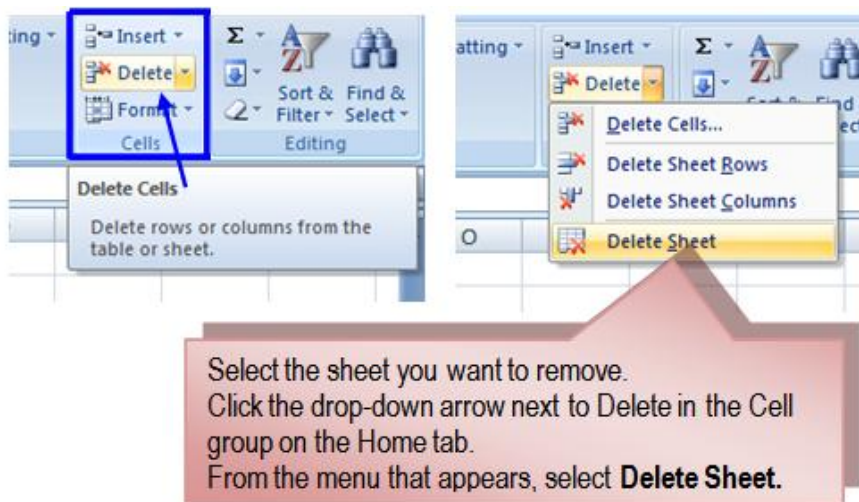 Insert
Delete
Format
Cells
Σ
A
Z
Sort &
Filter
Find &
Select
Editing
Delete Cells
Delete rows or columns from the
table or sheet.
atting
Insert
Delete
Σ
A
Z
Delete Cells...
Delete Sheet Rows
Delete Sheet Columns
Delete Sheet
O
Select the sheet you want to remove.
Click the drop-down arrow next to Delete in the Cell
group on the Home tab.
From the menu that appears, select Delete Sheet.